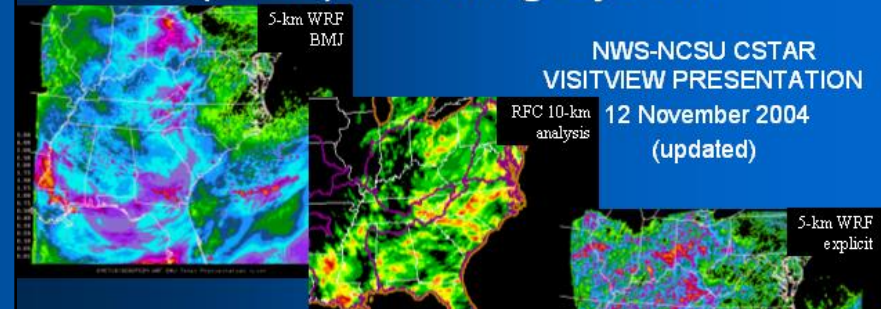 5-km WRF
BMJ
NWS-NCSU CSTAR
VISITVIEW PRESENTATION
12 November 2004
(updated)
RFC 10-km
analysis
5-km WRF
explicit